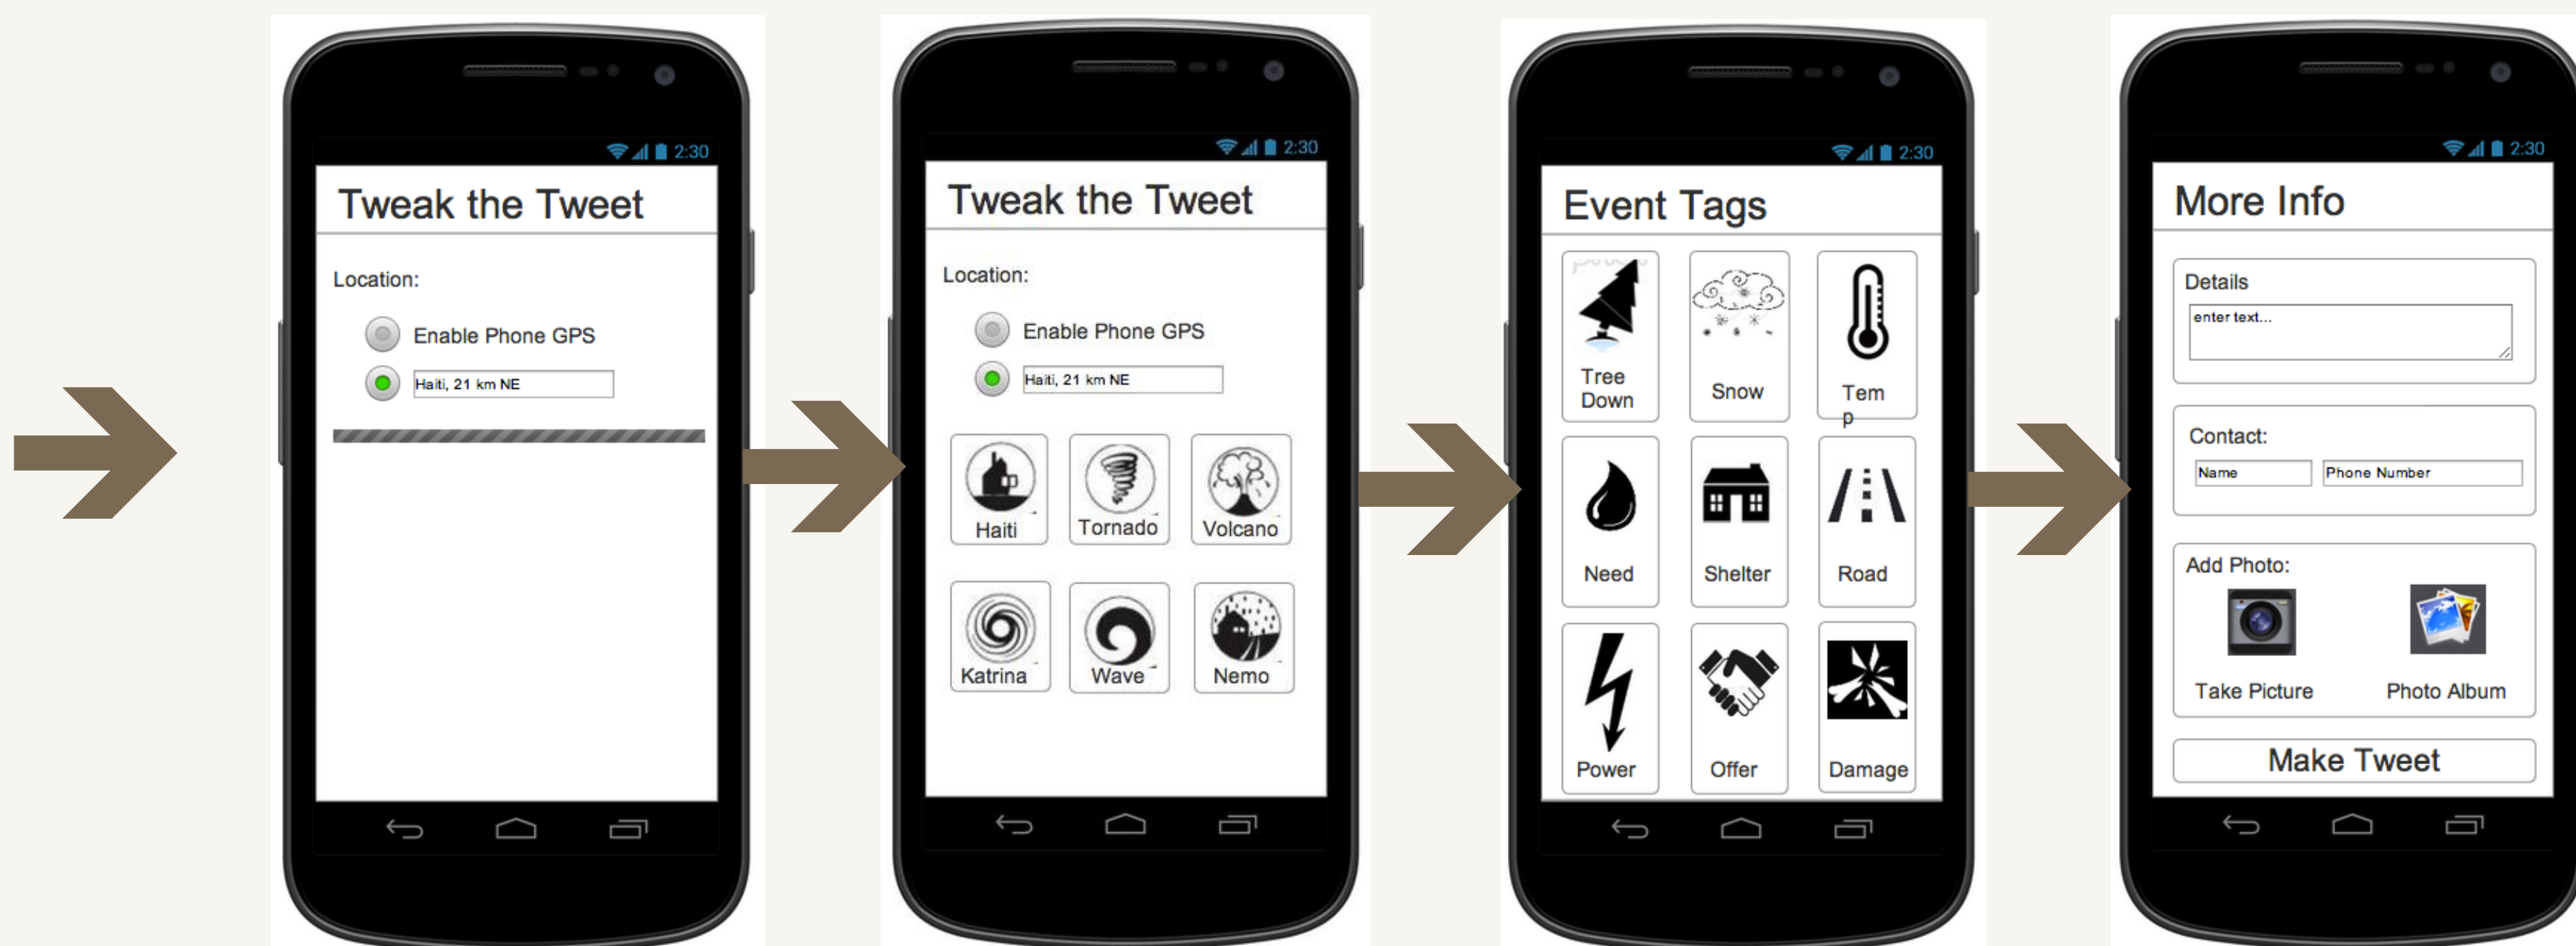 2:30
Tweak the Tweet
Location:
Enable Phone GPS
Haiti, 21 km NE
2:30
Tweak the Tweet
Location:
Enable Phone GPS
Haiti, 21 km NE
Haiti Tornado Volcano
Katrina Wave Nemo
2:30
Event Tags
Tree
Down
Snow
Tem
p
Need Shelter Road
Power Offer Damage
2:30
More Info
Details
enter text...
Contact:
Name Phone Number
Add Photo:
Take Picture Photo Album
Make Tweet